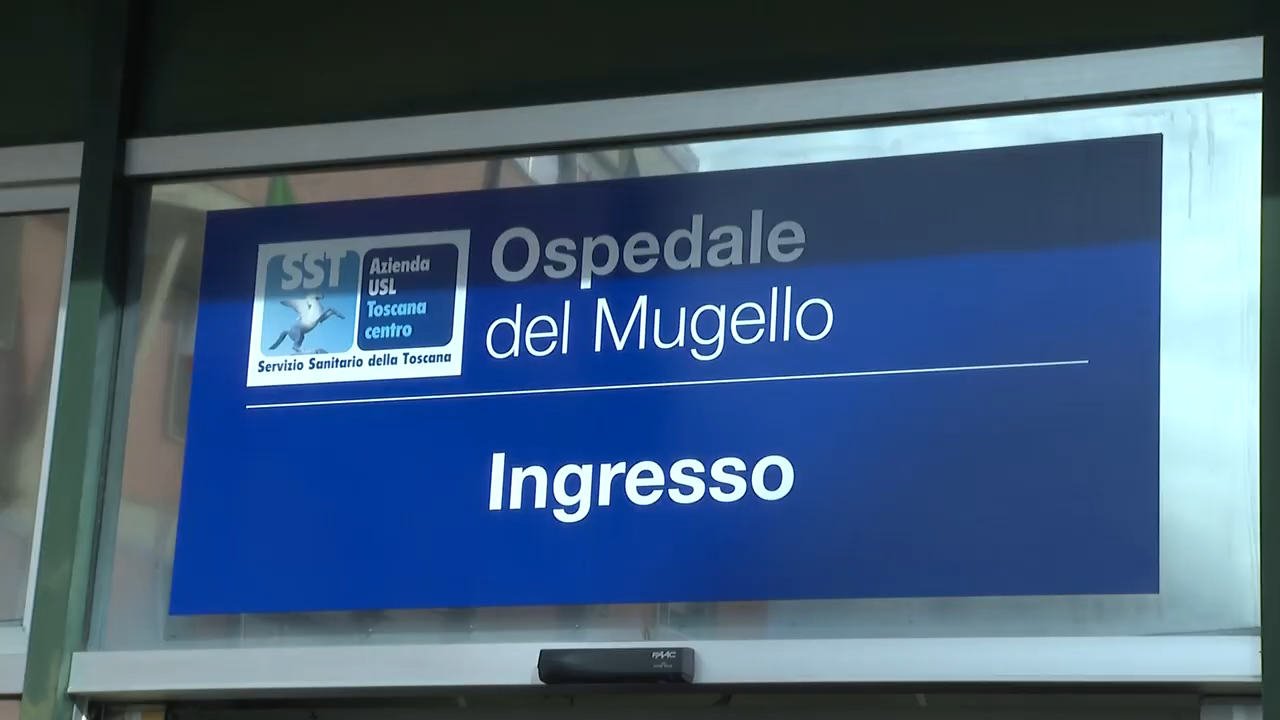 SST
Azienda
USL
Toscana
centro
Servizio Sanitario della Toscana
Ospedale
del Mugello
Ingresso
FAAC